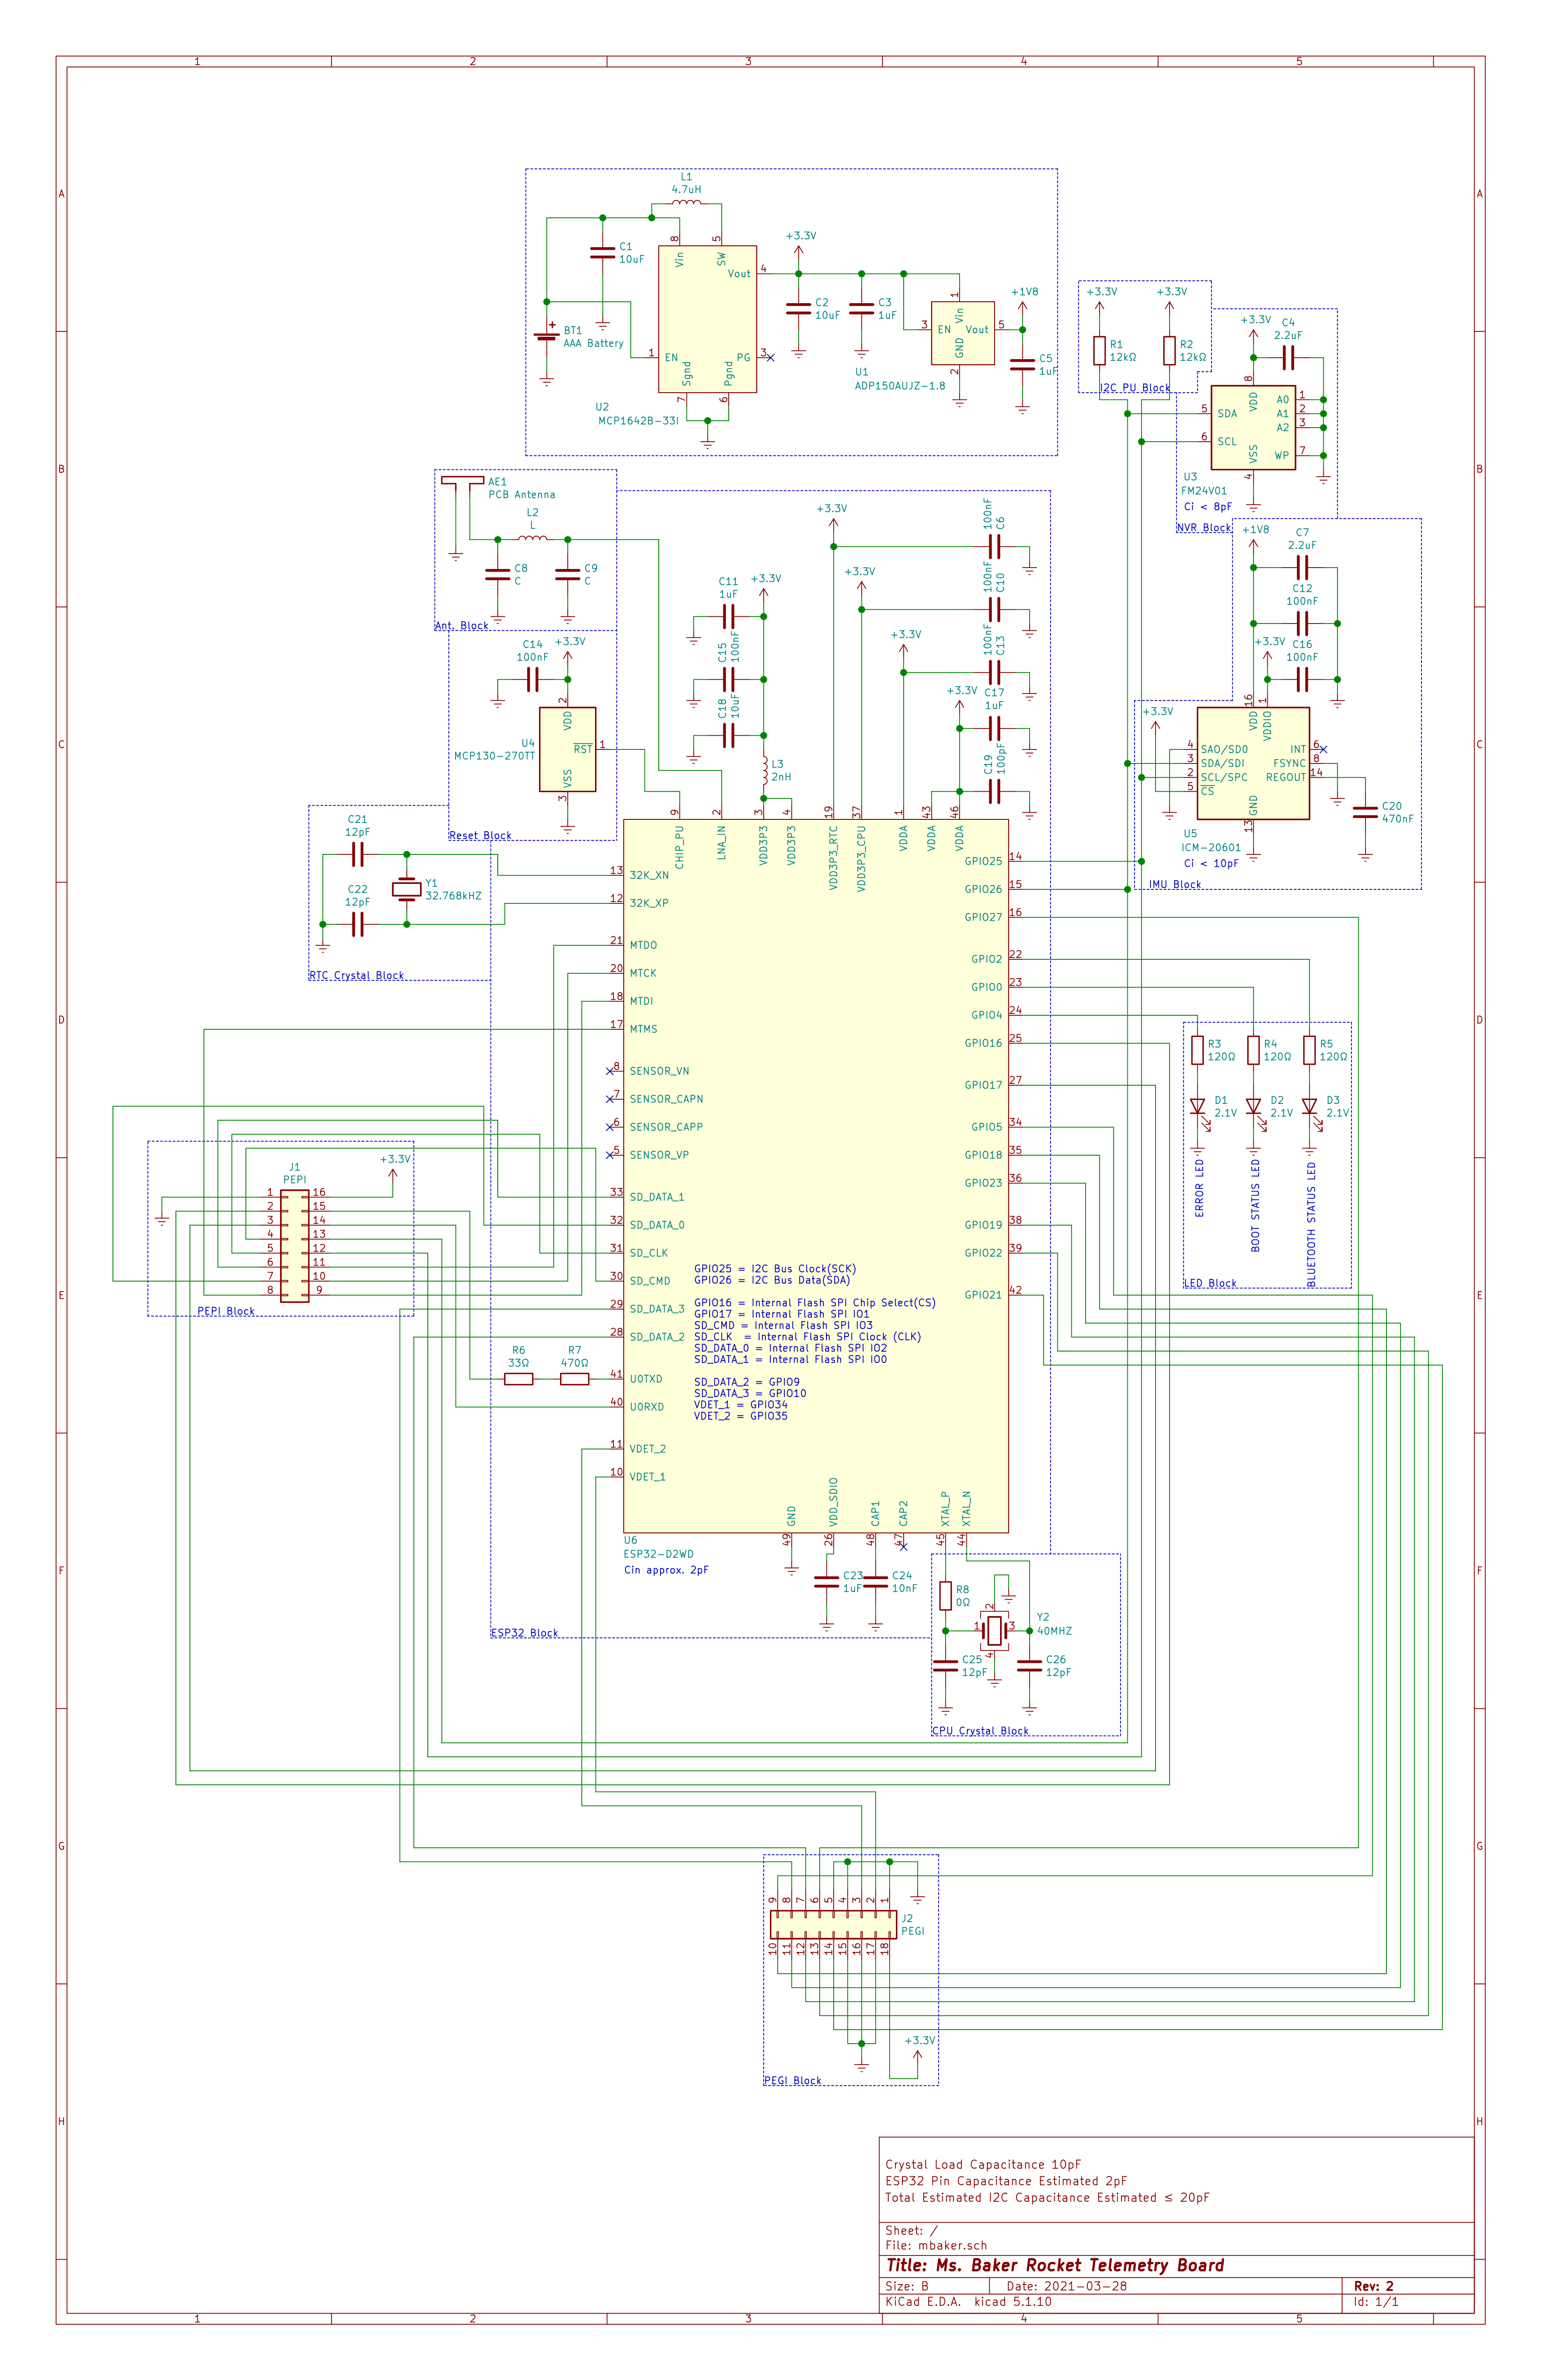 1 2 3 4 5
A
B
C
D
E
F
G
H
A
B
C
D
E
F
G
H
L1
4.7uH
C1
10uF
BT1
AAA Battery
+
8
Vin
5
SW
Vout
4
1
EN
PG
3
Sgnd
7
Pgnd
6
U2
MCP1642B-33I
+3.3V
C2
10uF
C3
1uF
1
Vin
3
EN
Vout
5
GND
2
U1
ADP150AUJZ-1.8
+1V8
C5
1uF
+3.3V
+3.3V
R1
12kΩ
R2
12kΩ
I2C PU Block
+3.3V
C4
2.2uF
8
VDD
5
SDA
6
SCL
A0
1
A1
2
A2
3
WP
7
VSS
4
U3
FM24V01
Ci < 8pF
NVR Block
AE1
PCB Antenna
L2
L
C8
C
C9
C
Ant. Block
+1V8
C7
2.2uF
C12
100nF
+3.3V
C16
100nF
+3.3V
16
VDD
1
VDDIO
4
SAO/SD0
3
SDA/SDI
2
SCL/SPC
5
CS
INT
6
FSYNC
8
REGOUT
14
GND
13
U5
ICM-20601
Ci < 10pF
IMU Block
C20
470nF
C14
100nF
+3.3V
2
VDD
RST
1
VSS
3
U4
MCP130-270TT
Reset Block
C11
1uF
+3.3V
C15
100nF
C18
10uF
L3
2nH
+3.3V
100nF
C6
+3.3V
100nF
C10
+3.3V
100nF
C13
+3.3V
C17
1uF
C19
100pF
C21
12pF
C22
12pF
Y1
32.768kHZ
RTC Crystal Block
9
CHIP_PU
2
LNA_IN
3
VDD3P3
4
VDD3P3
19
VDD3P3_RTC
37
VDD3P3_CPU
1
VDDA
43
VDDA
46
VDDA
13
32K_XN
12
32K_XP
21
MTDO
20
MTCK
18
MTDI
17
MTMS
8
SENSOR_VN
7
SENSOR_CAPN
6
SENSOR_CAPP
5
SENSOR_VP
33
SD_DATA_1
32
SD_DATA_0
31
SD_CLK
30
SD_CMD
29
SD_DATA_3
28
SD_DATA_2
41
U0TXD
40
U0RXD
11
VDET_2
10
VDET_1
GPIO25
14
GPIO26
15
GPIO27
16
GPIO2
22
GPIO0
23
GPIO4
24
GPIO16
25
GPIO17
27
GPIO5
34
GPIO18
35
GPIO23
36
GPIO19
38
GPIO22
39
GPIO21
42
GPIO25 = I2C Bus Clock(SCK)
GPIO26 = I2C Bus Data(SDA)
GPIO16 = Internal Flash SPI Chip Select(CS)
GPIO17 = Internal Flash SPI IO1
SD_CMD = Internal Flash SPI IO3
SD_CLK  = Internal Flash SPI Clock (CLK)
SD_DATA_0 = Internal Flash SPI IO2
SD_DATA_1 = Internal Flash SPI IO0
SD_DATA_2 = GPIO9
SD_DATA_3 = GPIO10
VDET_1 = GPIO34
VDET_2 = GPIO35
49
GND
26
VDD_SDIO
48
CAP1
47
CAP2
45
XTAL_P
44
XTAL_N
U6
ESP32-D2WD
Cin approx. 2pF
ESP32 Block
R3
120Ω
R4
120Ω
R5
120Ω
D1
2.1V
D2
2.1V
D3
2.1V
ERROR LED
BOOT STATUS LED
BLUETOOTH STATUS LED
LED Block
J1
PEPI
+3.3V
1 16
2 15
3 14
4 13
5 12
6 11
7 10
8 9
PEPI Block
R6
33Ω
R7
470Ω
C23
1uF
C24
10nF
R8
0Ω
2
1
3
4
Y2
40MHZ
C25
12pF
C26
12pF
CPU Crystal Block
9 8 7 6 5 4 3 2 1
J2
PEGI
10 11 12 13 14 15 16 17 18
+3.3V
PEGI Block
Crystal Load Capacitance 10pF
ESP32 Pin Capacitance Estimated 2pF
Total Estimated I2C Capacitance Estimated ≤ 20pF
Sheet: /
File: mbaker.sch
Title: Ms. Baker Rocket Telemetry Board
Size: B Date: 2021-03-28 Rev: 2
KiCad E.D.A.  kicad 5.1.10 Id: 1/1
1 2 3 4 5